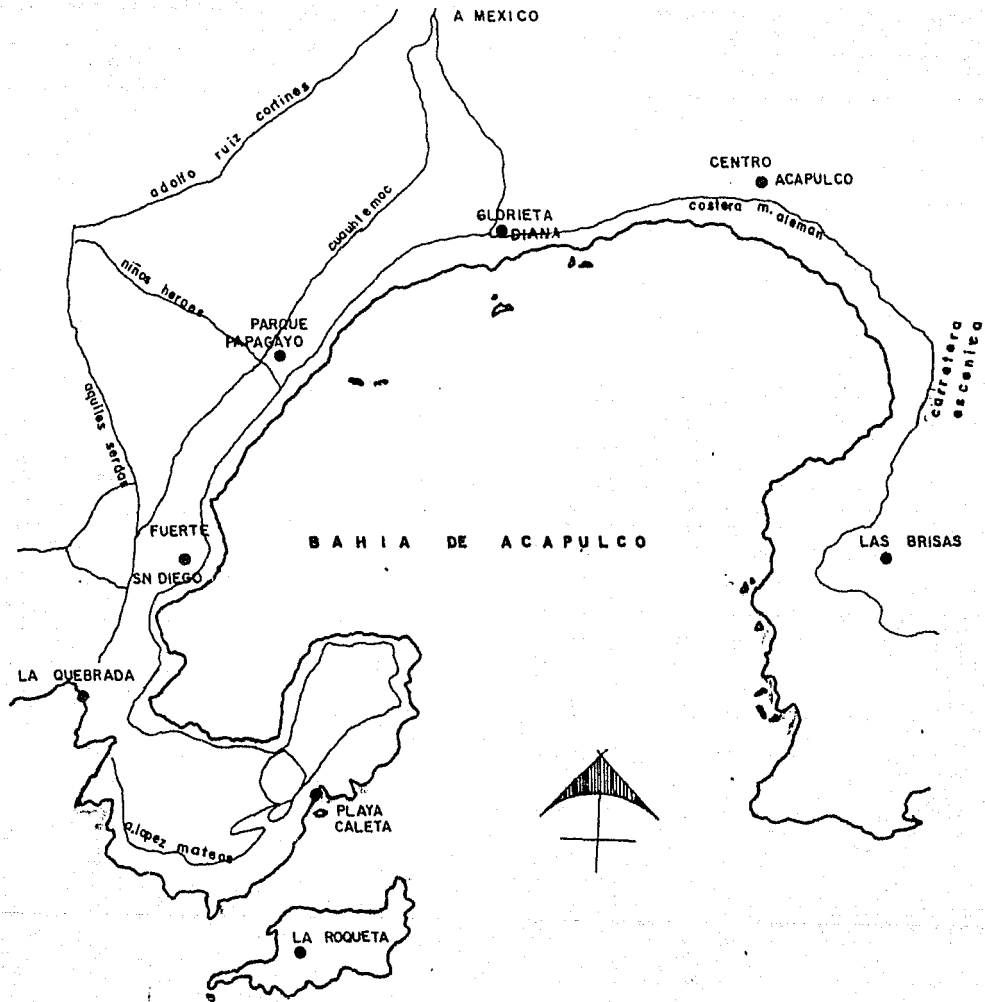 A MEXICO
adolfo ruiz cortines
CENTRO
ACAPULCO
costera m. aleman
GLORIETA
DIANA
cuauhtemoc
niños heroes
PARQUE
PAPAGAYO
carretera
escenica
aquiles serdan
FUERTE
SN DIEGO
BAHIA DE ACAPULCO
LAS BRISAS
LA QUEBRADA
PLAYA
CALETA
a. lopez mateos
LA ROQUETA